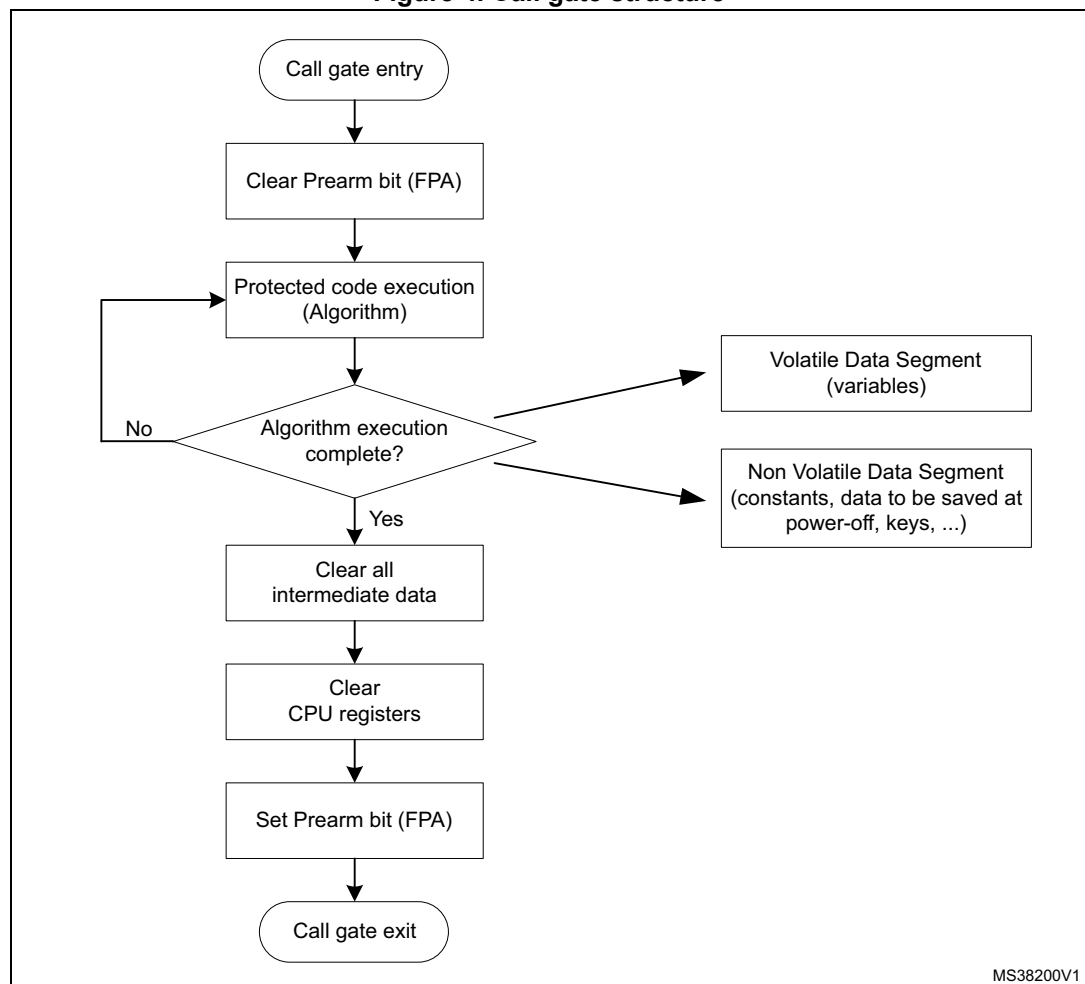 Call gate entry
Clear Prearm bit (FPA)
Protected code execution
(Algorithm)
Volatile Data Segment
(variables)
No
Algorithm execution
complete?
Non Volatile Data Segment
(constants, data to be saved at
power-off, keys, ...)
Yes
Clear all
intermediate data
Clear
CPU registers
Set Prearm bit (FPA)
Call gate exit
MS38200V1